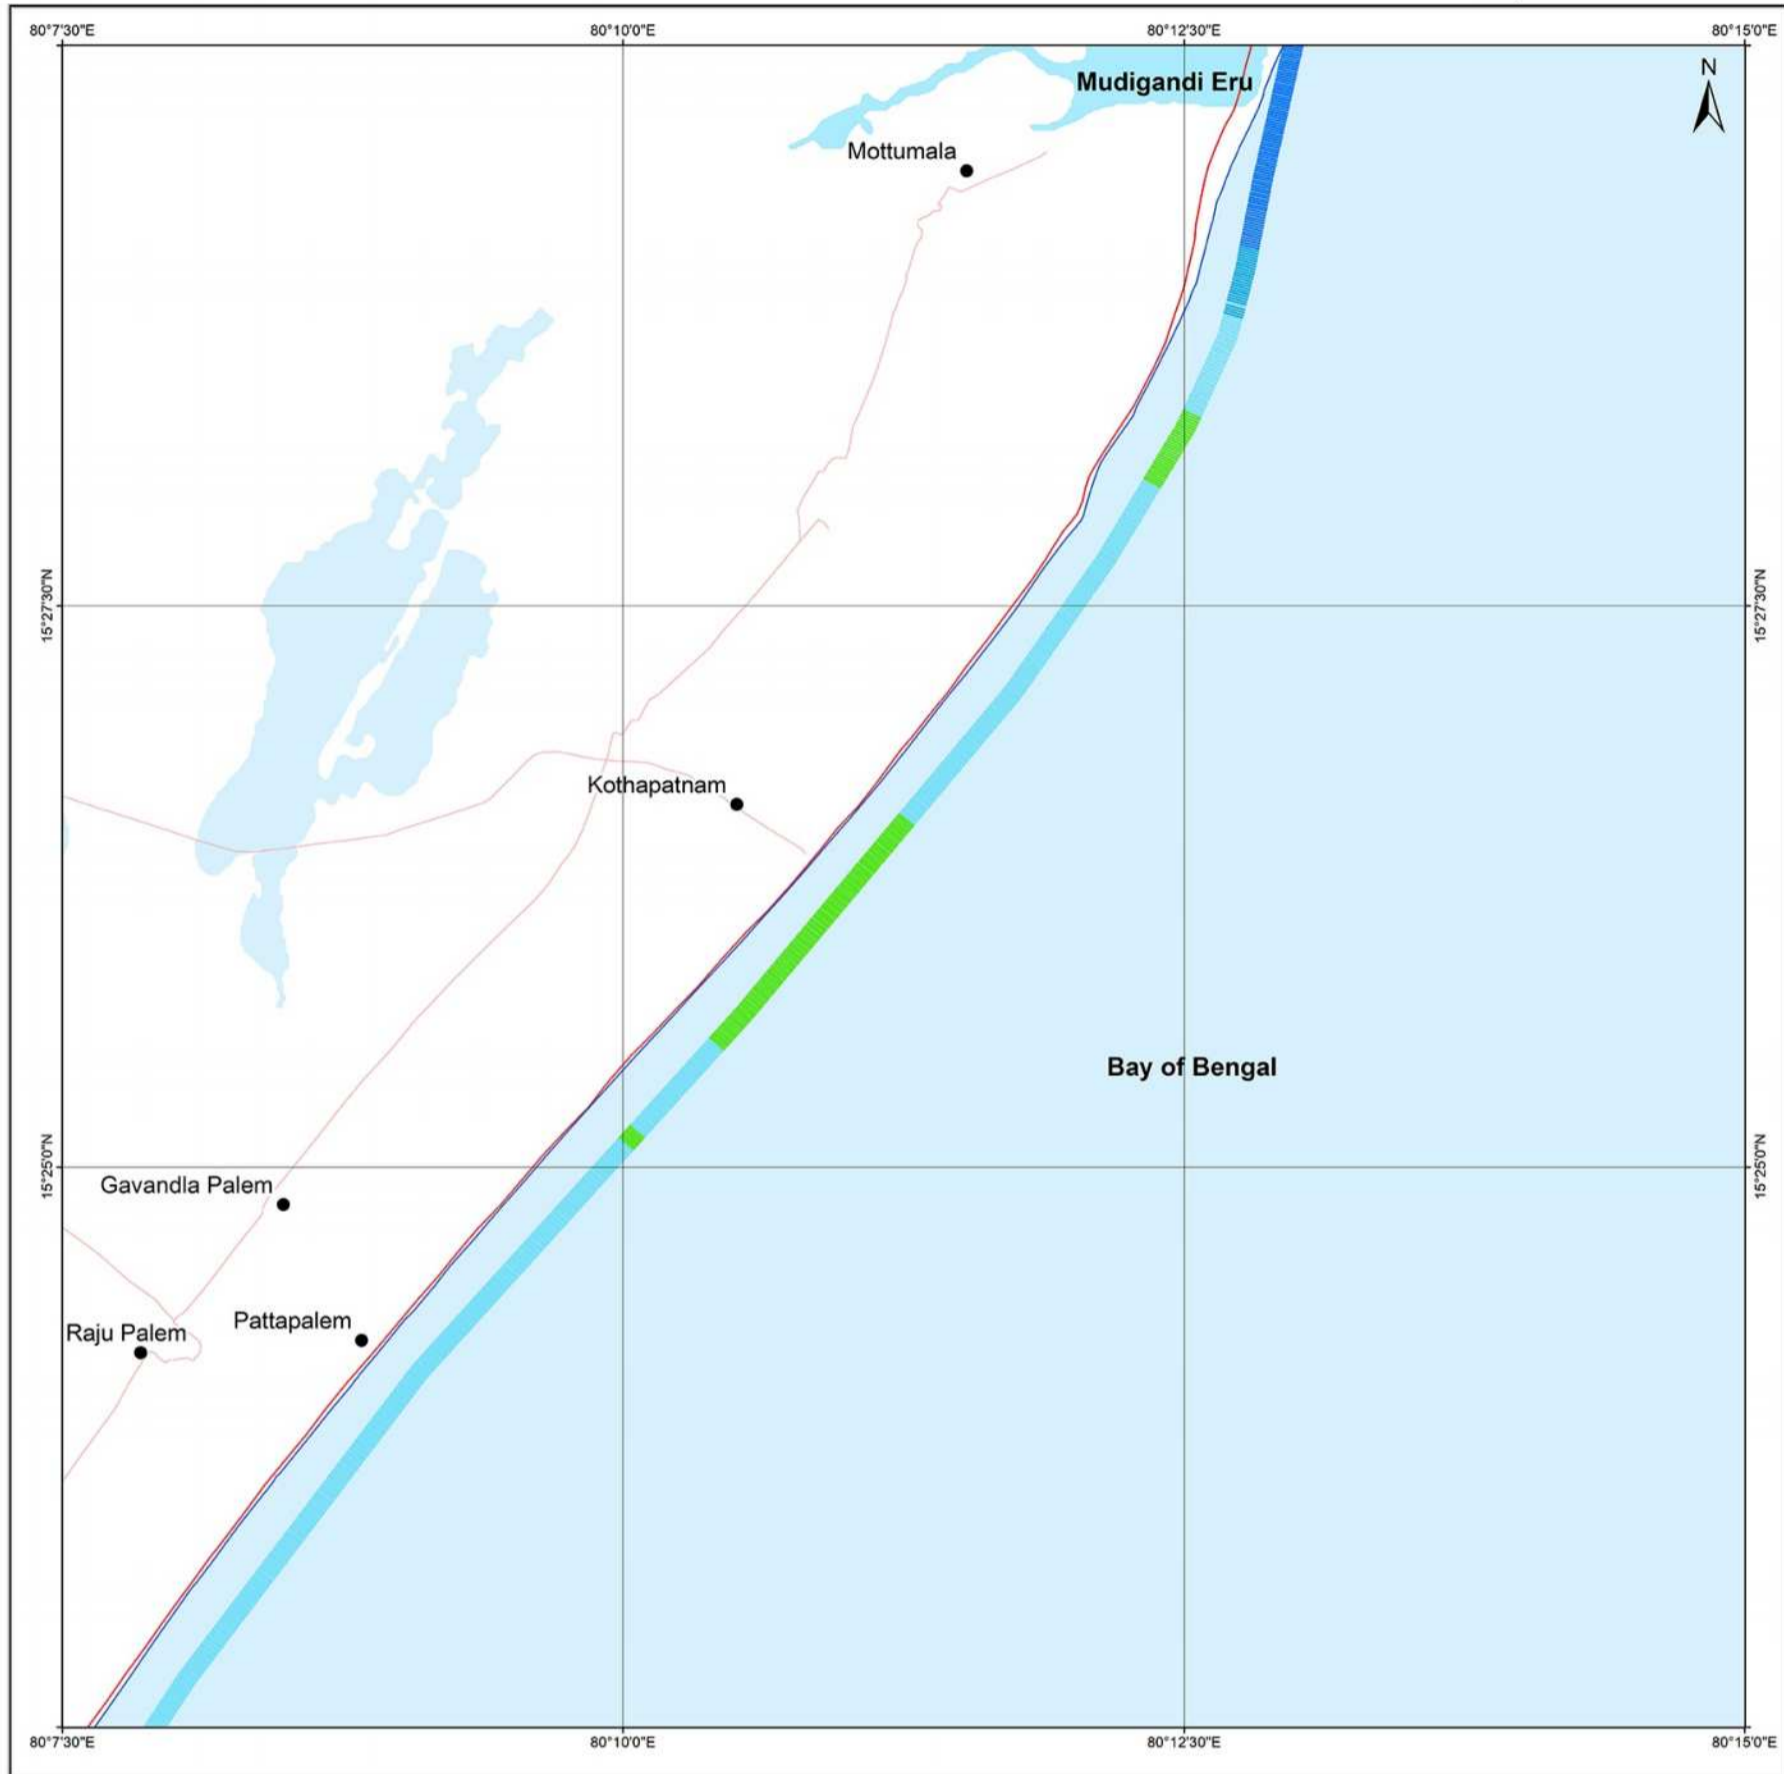 80°7'30"E
80°10'0"E
80°12'30"E
80°15'0"E
N
Mudigandi Eru
Mottumala
15°27'30"N
15°27'30"N
Kothapatnam
Bay of Bengal
15°25'0"N
15°25'0"N
Gavandla Palem
Pattapalem
Raju Palem
80°7'30"E
80°10'0"E
80°12'30"E
80°15'0"E